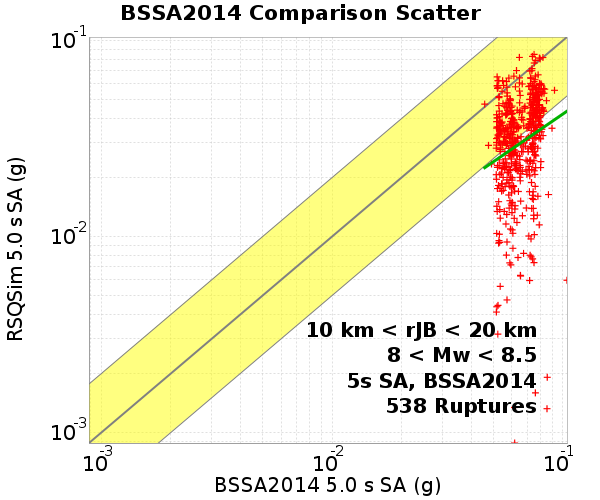 BSSA2014 Comparison Scatter
RSQSim 5.0 s SA (g)
10-1
10-2
10-3
10 km < rJB < 20 km
8 < Mw < 8.5
5s SA, BSSA2014
538 Ruptures
10-3 10-2 10-1
BSSA2014 5.0 s SA (g)